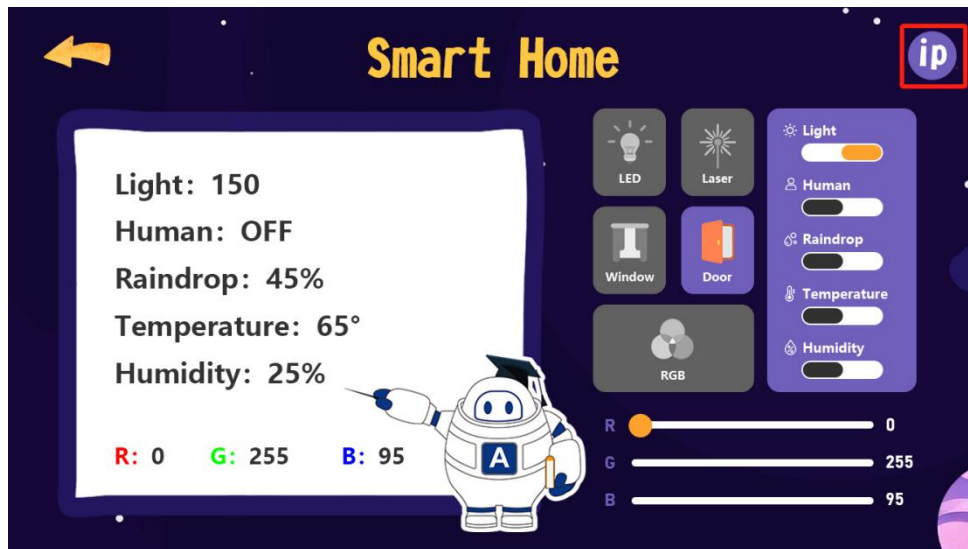 Smart Home
ip
Light: 150
Human: OFF
Raindrop: 45%
Temperature: 65°
Humidity: 25%
R: 0 G: 255 B: 95
A
LED
Laser
Window
Door
RGB
Light
Human
Raindrop
Temperature
Humidity
R 0
G 255
B 95